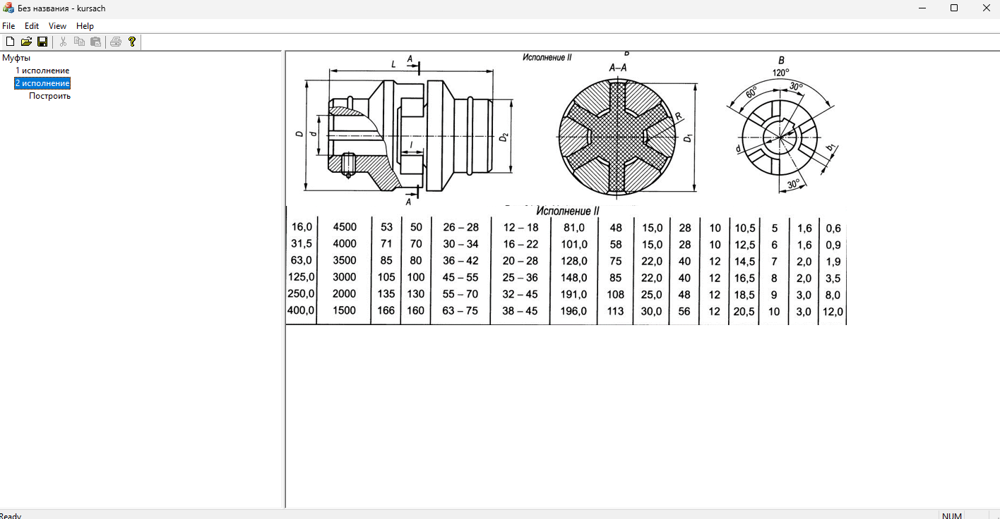 Без названия - kursach
File Edit View Help
Муфты
1 исполнение
2 исполнение
Построить
Исполнение II
A
L
D
d
l
A
D₂
A–A
R
D₁
B
120°
60° 30°
d
b₁
30°
Исполнение II
16,0 4500 53 50 26 – 28 12 – 18 81,0 48 15,0 28 10 10,5 5 1,6 0,6
31,5 4000 71 70 30 – 34 16 – 22 101,0 58 15,0 28 10 12,5 6 1,6 0,9
63,0 3500 85 80 36 – 42 20 – 28 128,0 75 22,0 40 12 14,5 7 2,0 1,9
125,0 3000 105 100 45 – 55 25 – 36 148,0 85 22,0 40 12 16,5 8 2,0 3,5
250,0 2000 135 130 55 – 70 32 – 45 191,0 108 25,0 48 12 18,5 9 3,0 8,0
400,0 1500 166 160 63 – 75 38 – 45 196,0 113 30,0 56 12 20,5 10 3,0 12,0
Ready NUM